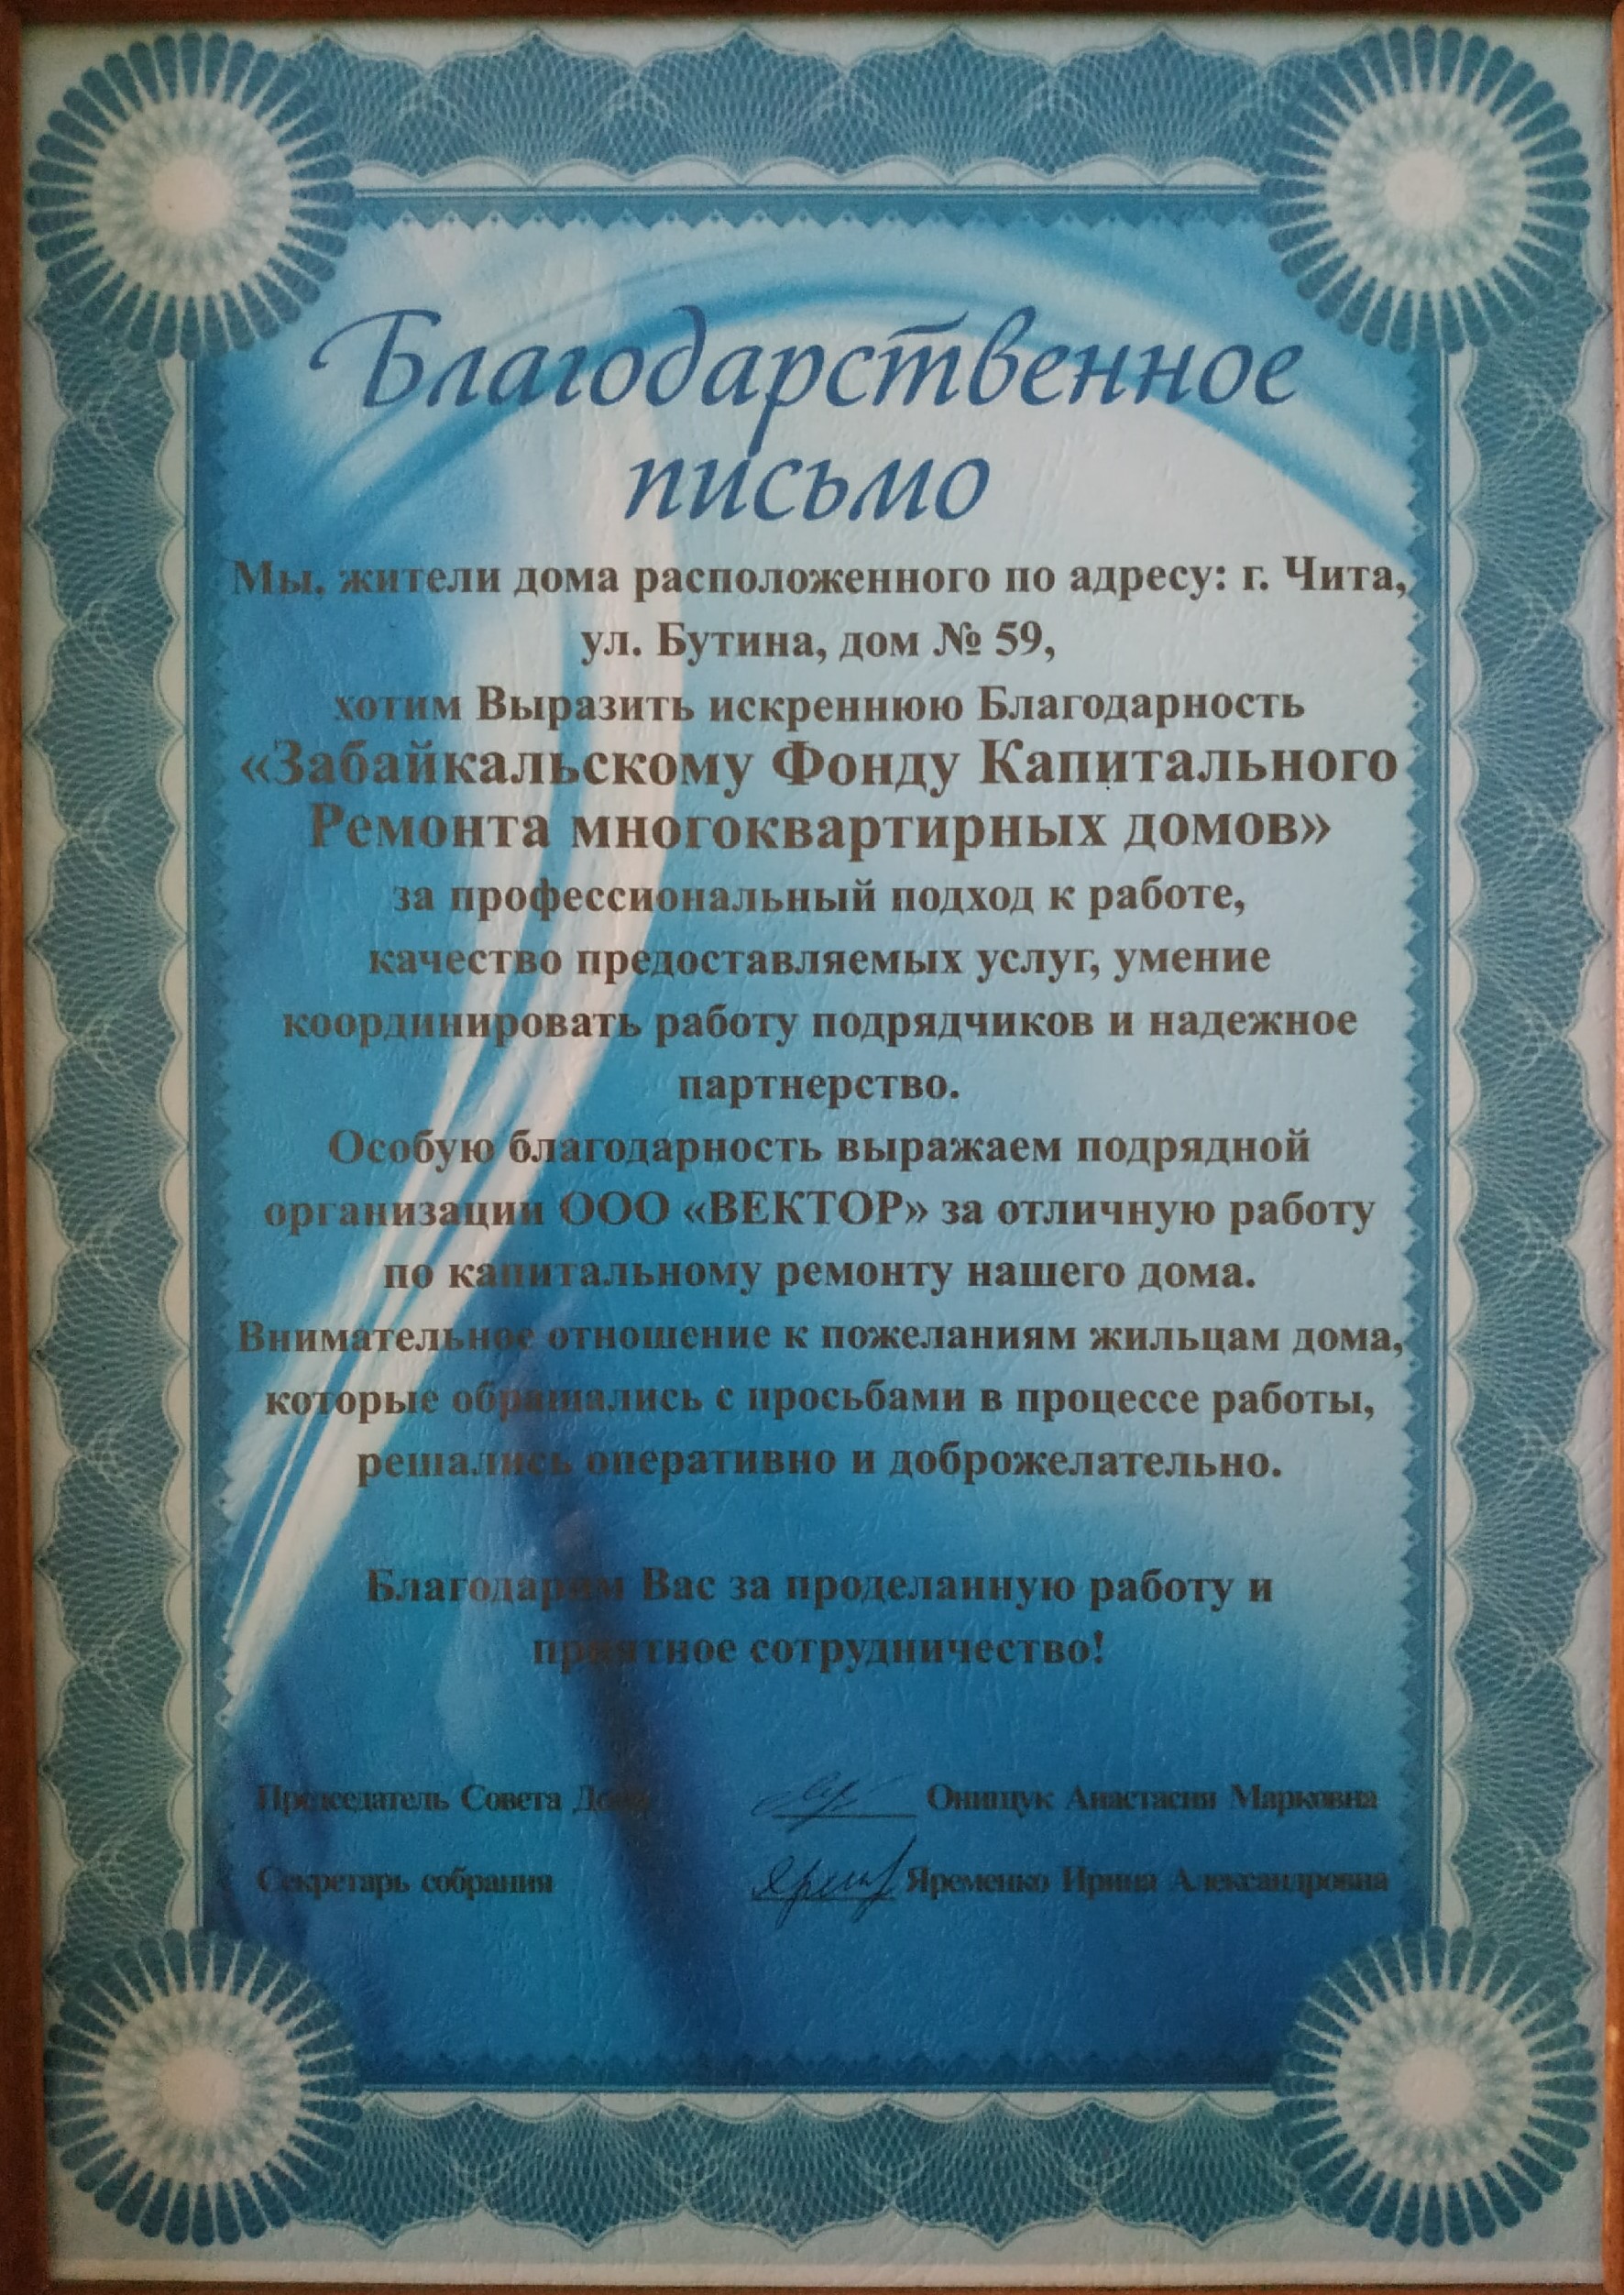 Благодарственное
письмо
Мы, жители дома расположенного по адресу: г. Чита,
ул. Бутина, дом № 59,
хотим Выразить искреннюю Благодарность
«Забайкальскому Фонду Капитального
Ремонта многоквартирных домов»
за профессиональный подход к работе,
качество предоставляемых услуг, умение
координировать работу подрядчиков и надежное
партнерство.
Особую благодарность выражаем подрядной
организации ООО «ВЕКТОР» за отличную работу
по капитальному ремонту нашего дома.
Внимательное отношение к пожеланиям жильцам дома,
которые обращались с просьбами в процессе работы,
решались оперативно и доброжелательно.
Благодарим Вас за проделанную работу и
приятное сотрудничество!
Председатель Совета Дома Онищук Анастасия Марковна
Секретарь собрания Яременко Ирина Александровна